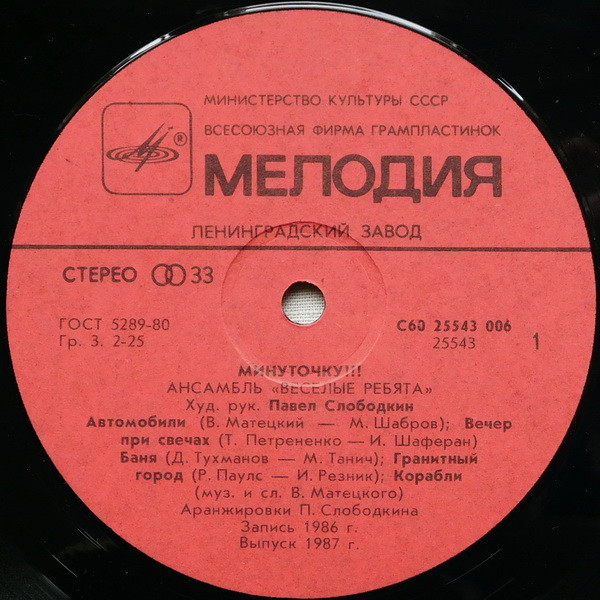 МИНИСТЕРСТВО КУЛЬТУРЫ СССР
ВСЕСОЮЗНАЯ ФИРМА ГРАМПЛАСТИНОК
®
МЕЛОДИЯ
ЛЕНИНГРАДСКИЙ ЗАВОД
СТЕРЕО 33
ГОСТ 5289-80 С60 25543 006
Гр. 3. 2-25 25543 1
МИНУТОЧКУ!!!
АНСАМБЛЬ «ВЕСЕЛЫЕ РЕБЯТА»
Худ. рук. Павел Слободкин
Автомобили (В. Матецкий — М. Шабров); Вечер
при свечах (Т. Петрененко — И. Шаферан)
Баня (Д. Тухманов — М. Танич); Гранитный
город (Р. Паулс — И. Резник); Корабли
(муз. и сл. В. Матецкого)
Аранжировки П. Слободкина
Запись 1986 г.
Выпуск 1987 г.